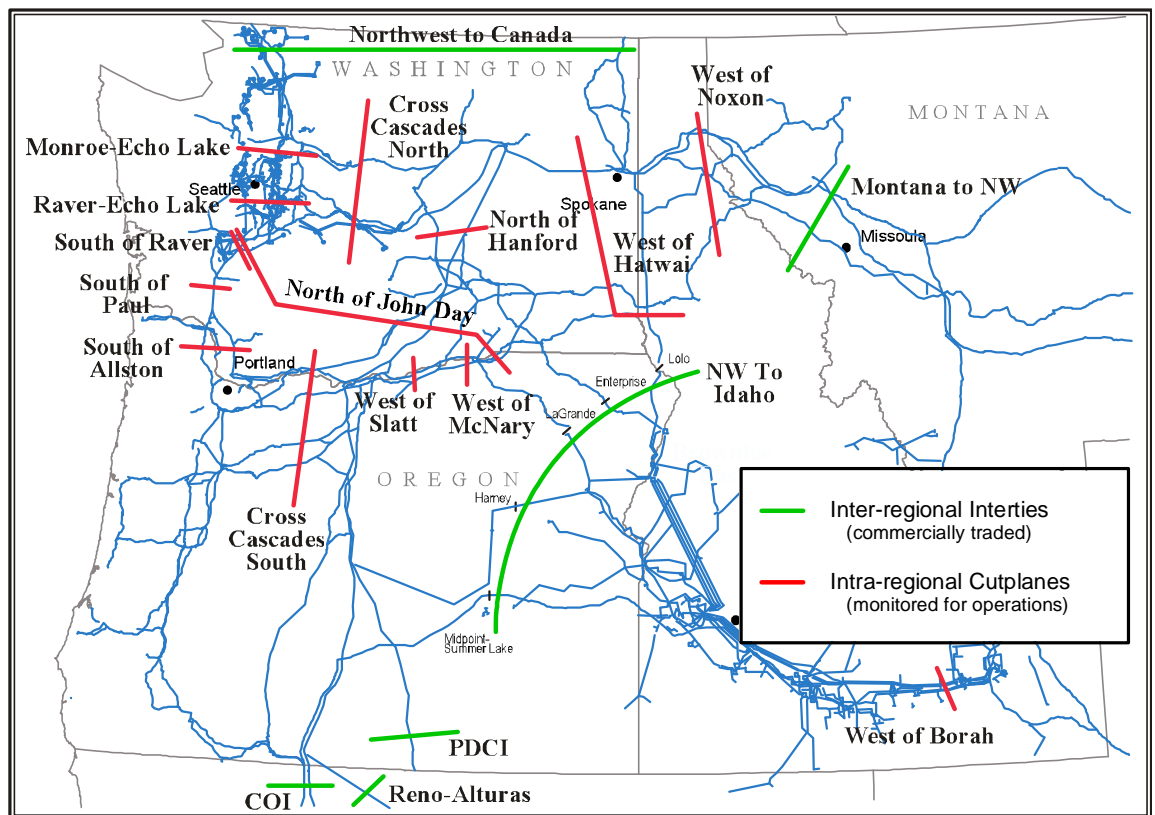 Northwest to Canada
WASHINGTON
West of
Noxon
MONTANA
Cross
Cascades
North
Monroe-Echo Lake
Seattle
Raver-Echo Lake
South of Raver
North of
Hanford
Spokane
West of
Hatwai
Montana to NW
Missoula
South of
Paul
North of John Day
South of
Allston
Portland
West of
Slatt
West of
McNary
Lolo
Enterprise
LaGrande
NW To
Idaho
OREGON
Harney
Cross
Cascades
South
Midpoint-
Summer Lake
Inter-regional Interties
(commercially traded)
Intra-regional Cutplanes
(monitored for operations)
West of Borah
PDCI
COI
Reno-Alturas